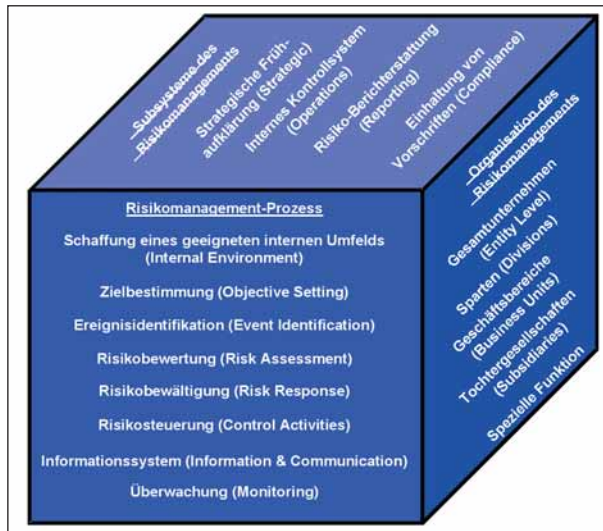 Subsysteme des
Risikomanagements
Strategische Früh-
aufklärung (Strategic)
Internes Kontrollsystem
(Operations)
Risiko-Berichterstattung
(Reporting)
Einhaltung von
Vorschriften (Compliance)
Organisation des
Risikomanagements
Gesamtunternehmen
(Entity Level)
Sparten (Divisions)
Geschäftsbereiche
(Business Units)
Tochtergesellschaften
(Subsidiaries)
Spezielle Funktion
Risikomanagement-Prozess
Schaffung eines geeigneten internen Umfelds
(Internal Environment)
Zielbestimmung (Objective Setting)
Ereignisidentifikation (Event Identification)
Risikobewertung (Risk Assessment)
Risikobewältigung (Risk Response)
Risikosteuerung (Control Activities)
Informationssystem (Information & Communication)
Überwachung (Monitoring)